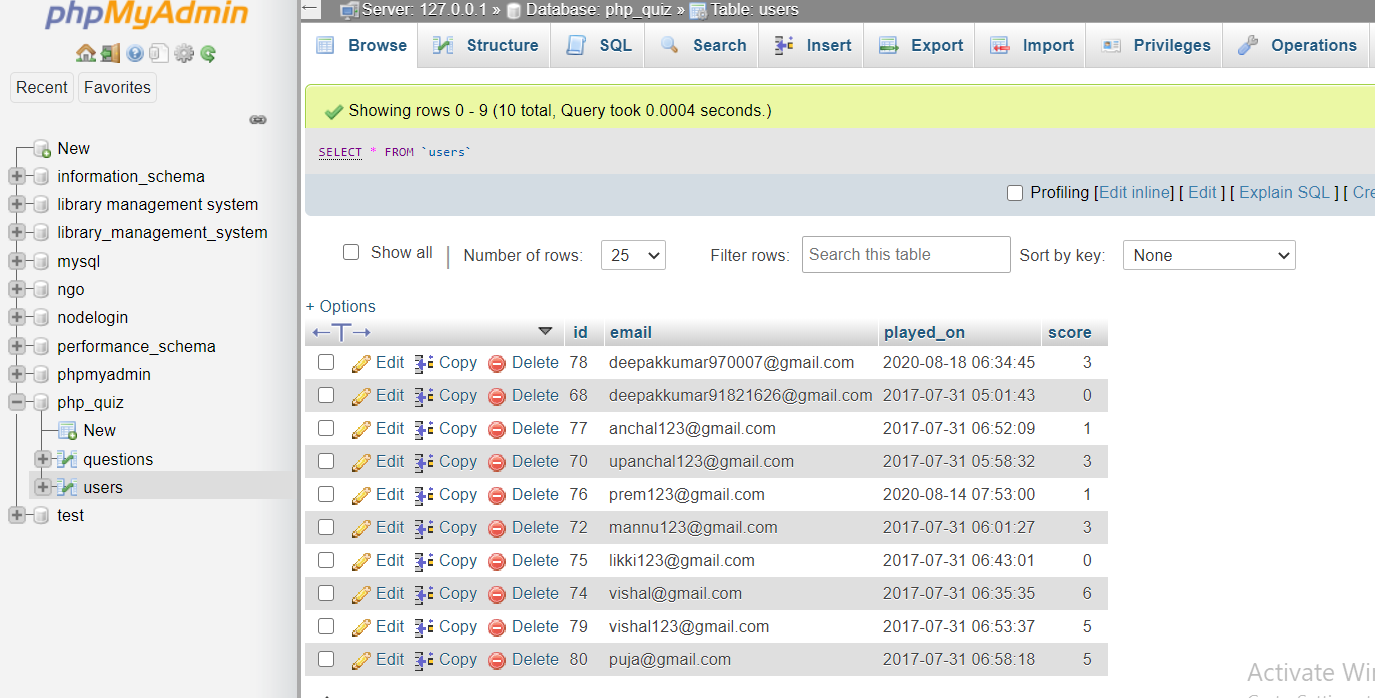 phpMyAdmin
Server: 127.0.0.1 » Database: php_quiz » Table: users
Browse Structure SQL Search Insert Export Import Privileges Operations
Recent Favorites
Showing rows 0 - 9 (10 total, Query took 0.0004 seconds.)
SELECT * FROM `users`
Profiling [Edit inline] [ Edit ] [ Explain SQL ] [ Cre
Show all | Number of rows: 25 Filter rows: Search this table Sort by key: None
+ Options
New
information_schema
library management system
library_management_system
mysql
ngo
nodelogin
performance_schema
phpmyadmin
php_quiz
New
questions
users
test
id email played_on score
Edit Copy Delete 78 deepakkumar970007@gmail.com 2020-08-18 06:34:45 3
Edit Copy Delete 68 deepakkumar91821626@gmail.com 2017-07-31 05:01:43 0
Edit Copy Delete 77 anchal123@gmail.com 2017-07-31 06:52:09 1
Edit Copy Delete 70 upanchal123@gmail.com 2017-07-31 05:58:32 3
Edit Copy Delete 76 prem123@gmail.com 2020-08-14 07:53:00 1
Edit Copy Delete 72 mannu123@gmail.com 2017-07-31 06:01:27 3
Edit Copy Delete 75 likki123@gmail.com 2017-07-31 06:43:01 0
Edit Copy Delete 74 vishal@gmail.com 2017-07-31 06:35:35 6
Edit Copy Delete 79 vishal123@gmail.com 2017-07-31 06:53:37 5
Edit Copy Delete 80 puja@gmail.com 2017-07-31 06:58:18 5
Activate Wi